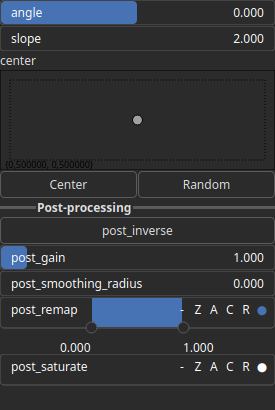 angle 0.000
slope 2.000
center
(0.500000, 0.500000)
Center Random
Post-processing
post_inverse
post_gain 1.000
post_smoothing_radius 0.000
post_remap - Z A C R
0.000 1.000
post_saturate - Z A C R